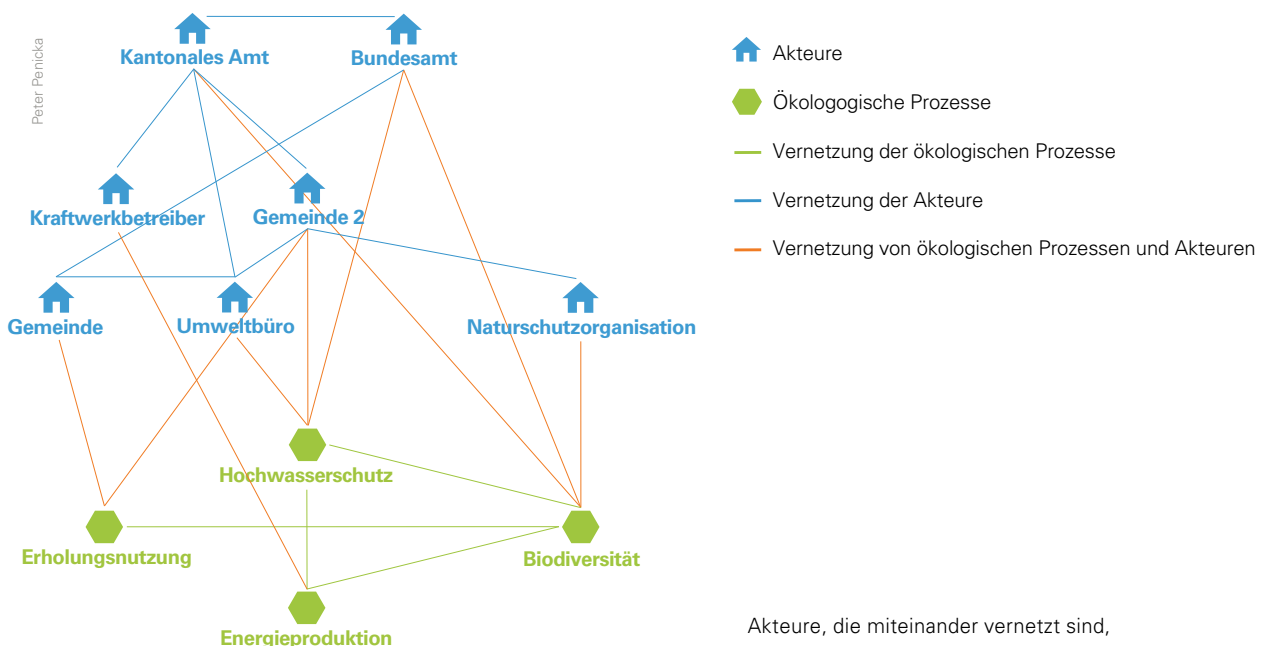 Peter Penicka
Kantonales Amt
Bundesamt
Kraftwerkbetreiber
Gemeinde 2
Gemeinde
Umweltbüro
Naturschutzorganisation
Hochwasserschutz
Erholungsnutzung
Biodiversität
Energieproduktion
Akteure
Ökologogische Prozesse
Vernetzung der ökologischen Prozesse
Vernetzung der Akteure
Vernetzung von ökologischen Prozessen und Akteuren
Akteure, die miteinander vernetzt sind,